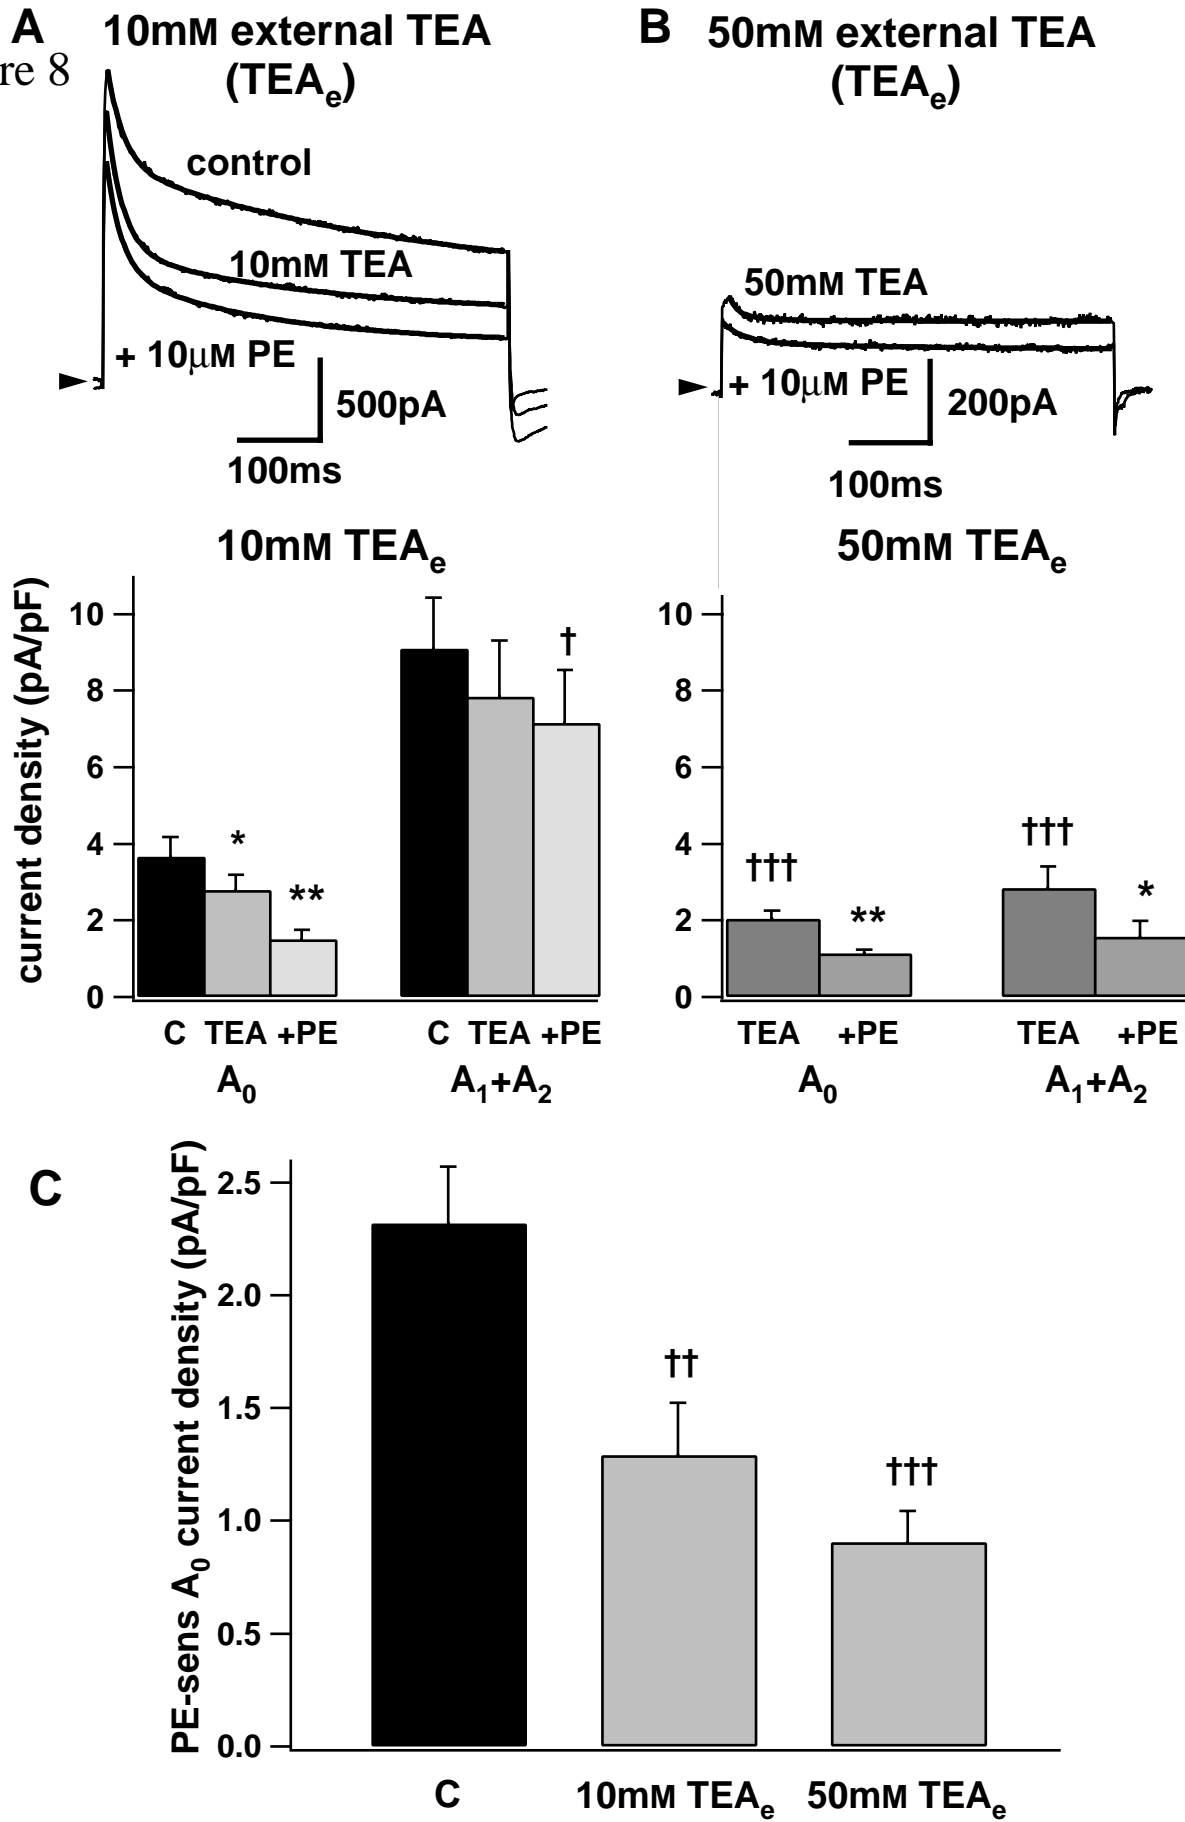 A 10mM external TEA
(TEAe)
re 8
control
10mM TEA
+ 10μM PE
500pA
100ms
B 50mM external TEA
(TEAe)
50mM TEA
+ 10μM PE
200pA
100ms
10mM TEAe
current density (pA/pF)
10
8
6
4
2
0
*
**
†
C TEA +PE
C TEA +PE
A0
A1+A2
50mM TEAe
10
8
6
4
2
0
†††
**
†††
*
TEA +PE
TEA +PE
A0
A1+A2
C
PE-sens A0 current density (pA/pF)
2.5
2.0
1.5
1.0
0.5
0.0
††
†††
C 10mM TEAe 50mM TEAe